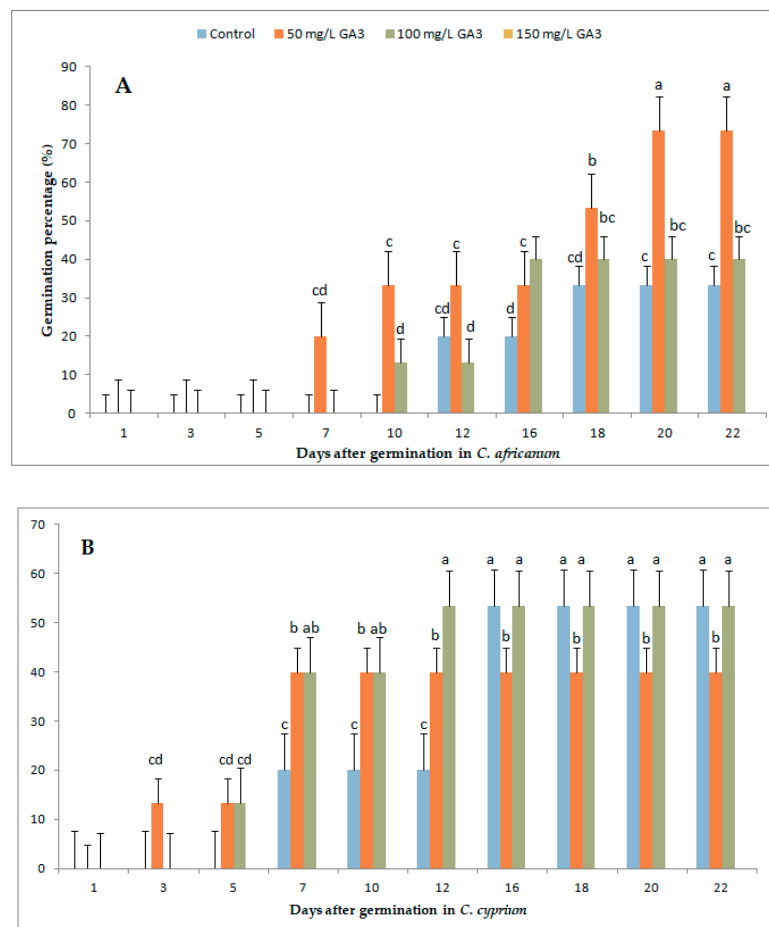 Control 50 mg/L GA3 100 mg/L GA3 150 mg/L GA3
A
Germination percentage (%)
90
80
70
60
50
40
30
20
10
0
a a
b
bc bc bc
c c c cd c c
cd
d cd d d
1 3 5 7 10 12 16 18 20 22
Days after germination in C. africanum
B
70
60
50
40
30
20
10
0
a a a a a a a a a
b ab b ab b b b b b
c c c
cd cd cd
1 3 5 7 10 12 16 18 20 22
Days after germination in C. cyprium